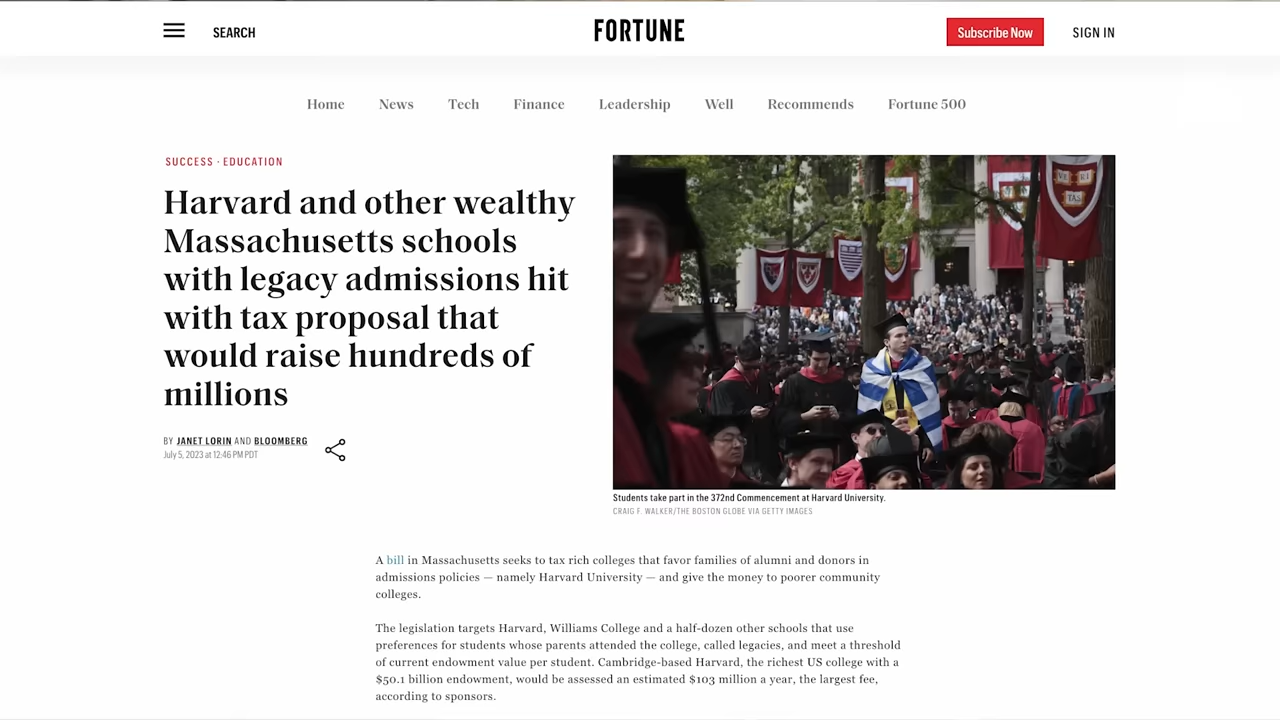 SEARCH
FORTUNE
Subscribe Now
SIGN IN
Home News Tech Finance Leadership Well Recommends Fortune 500
SUCCESS · EDUCATION
Harvard and other wealthy
Massachusetts schools
with legacy admissions hit
with tax proposal that
would raise hundreds of
millions
BY JANET LORIN AND BLOOMBERG
July 5, 2023 at 12:46 PM PDT
VE RI
TAS
Students take part in the 372nd Commencement at Harvard University.
CRAIG F. WALKER/THE BOSTON GLOBE VIA GETTY IMAGES
A bill in Massachusetts seeks to tax rich colleges that favor families of alumni and donors in
admissions policies — namely Harvard University — and give the money to poorer community
colleges.
The legislation targets Harvard, Williams College and a half-dozen other schools that use
preferences for students whose parents attended the college, called legacies, and meet a threshold
of current endowment value per student. Cambridge-based Harvard, the richest US college with a
$50.1 billion endowment, would be assessed an estimated $103 million a year, the largest fee,
according to sponsors.